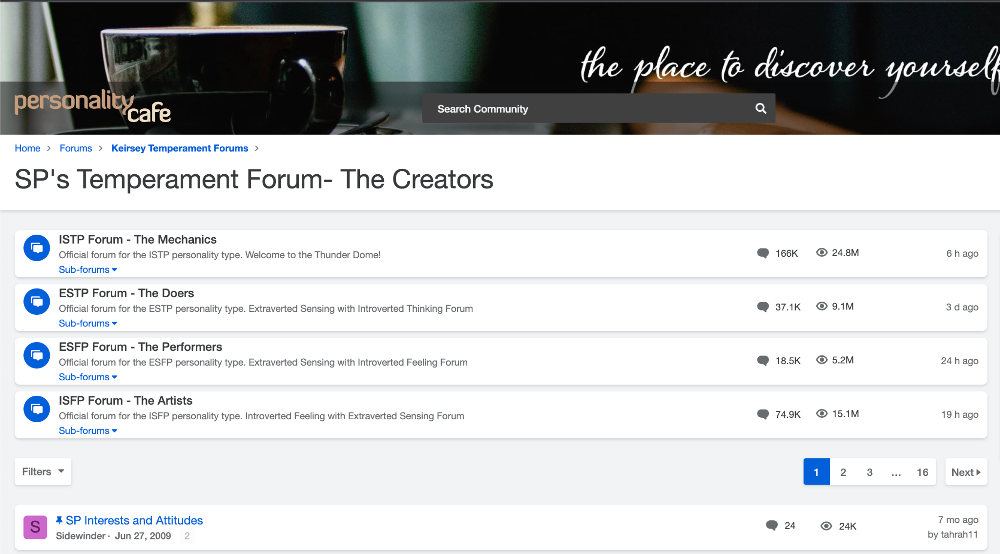 the place to discover yourself
personality
cafe
Search Community
Home > Forums > Keirsey Temperament Forums >
SP's Temperament Forum- The Creators
ISTP Forum - The Mechanics
Official forum for the ISTP personality type. Welcome to the Thunder Dome!
Sub-forums
166K 24.8M 6 h ago
ESTP Forum - The Doers
Official forum for the ESTP personality type. Extraverted Sensing with Introverted Thinking Forum
Sub-forums
37.1K 9.1M 3 d ago
ESFP Forum - The Performers
Official forum for the ESFP personality type. Extraverted Sensing with Introverted Feeling Forum
Sub-forums
18.5K 5.2M 24 h ago
ISFP Forum - The Artists
Official forum for the ISFP personality type. Introverted Feeling with Extraverted Sensing Forum
Sub-forums
74.9K 15.1M 19 h ago
Filters
1 2 3 ... 16 Next
S
SP Interests and Attitudes
Sidewinder · Jun 27, 2009 2
24 24K 7 mo ago
by tahrah11